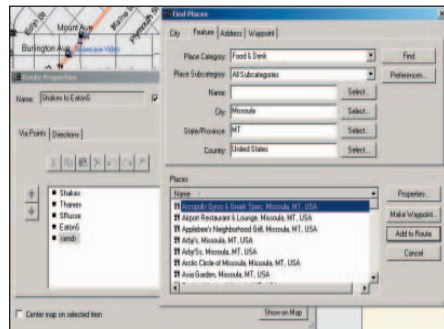 Mount Ave
Burlington Ave
Showcase Video
Route Properties
Name:
Shakes to Eaton6
Via Points
Directions
Shakes
Thames
SRusse
Eaton6
<end>
Center map on selected item
Show on Map
Find Places
City
Feature
Address
Waypoint
Place Category:
Food & Drink
Find
Place Subcategory:
All Subcategories
Preferences...
Name:
Select...
City:
Missoula
Select...
State/Province:
MT
Select...
Country:
United States
Select...
Places
Name
Acropolis Gyros & Greek Spec, Missoula, MT, USA
Airport Restaurant & Lounge, Missoula, MT, USA
Applebee's Neighborhood Grill, Missoula, MT, USA
Arby's, Missoula, MT, USA
Arby'So, Missoula, MT, USA
Arctic Circle of Missoula, Missoula, MT, USA
Asia Garden, Missoula, MT, USA
Properties...
Make Waypoint...
Add to Route
Cancel